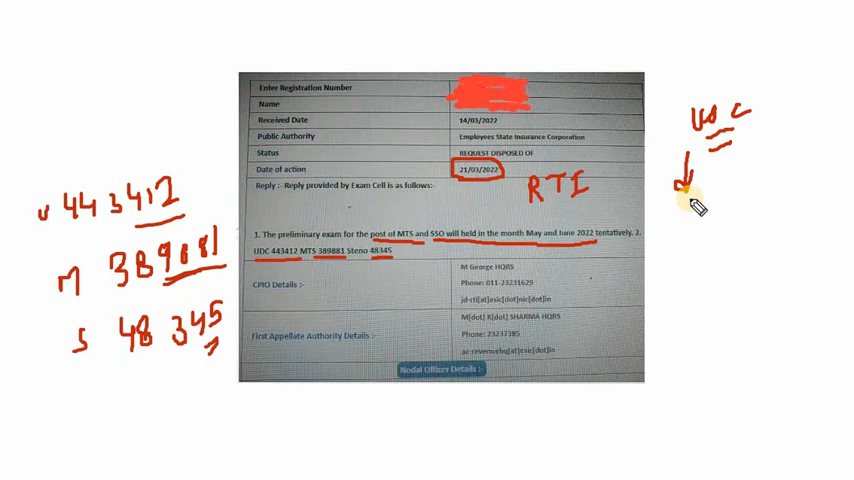 Enter Registration Number
Name
Received Date 14/03/2022
Public Authority Employees State Insurance Corporation
Status REQUEST DISPOSED OF
Date of action 21/03/2022
Reply :- Reply provided by Exam Cell is as follows:-
RTI
1. The preliminary exam for the post of MTS and SSO will held in the month May and June 2022 tentatively. 2.
UDC 443412 MTS 389881 Steno 48345
CPIO Details :-
M George HQRS
Phone: 011-23231629
jd-rti[at]esic[dot]nic[dot]in
First Appellate Authority Details :-
M[dot] K[dot] SHARMA HQRS
Phone: 23237385
ac-revenuehq[at]esic[dot]in
Nodal Officer Details :-
U 443412
M 389881
S 48345
UDC